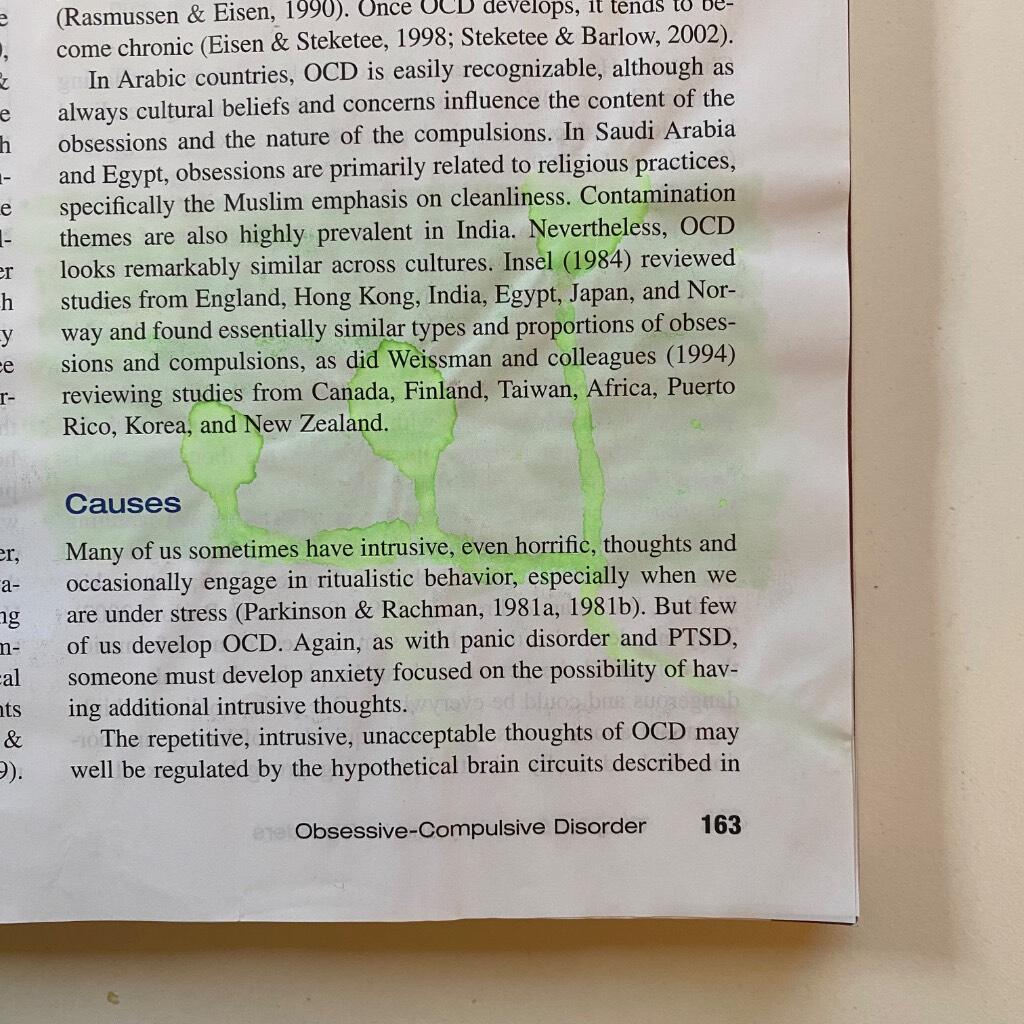 (Rasmussen & Eisen, 1990). Once OCD develops, it tends to be-
come chronic (Eisen & Steketee, 1998; Steketee & Barlow, 2002).
In Arabic countries, OCD is easily recognizable, although as
always cultural beliefs and concerns influence the content of the
obsessions and the nature of the compulsions. In Saudi Arabia
and Egypt, obsessions are primarily related to religious practices,
specifically the Muslim emphasis on cleanliness. Contamination
themes are also highly prevalent in India. Nevertheless, OCD
looks remarkably similar across cultures. Insel (1984) reviewed
studies from England, Hong Kong, India, Egypt, Japan, and Nor-
way and found essentially similar types and proportions of obses-
sions and compulsions, as did Weissman and colleagues (1994)
reviewing studies from Canada, Finland, Taiwan, Africa, Puerto
Rico, Korea, and New Zealand.
Causes
Many of us sometimes have intrusive, even horrific, thoughts and
occasionally engage in ritualistic behavior, especially when we
are under stress (Parkinson & Rachman, 1981a, 1981b). But few
of us develop OCD. Again, as with panic disorder and PTSD,
someone must develop anxiety focused on the possibility of hav-
ing additional intrusive thoughts.
The repetitive, intrusive, unacceptable thoughts of OCD may
well be regulated by the hypothetical brain circuits described in
Obsessive-Compulsive Disorder 163